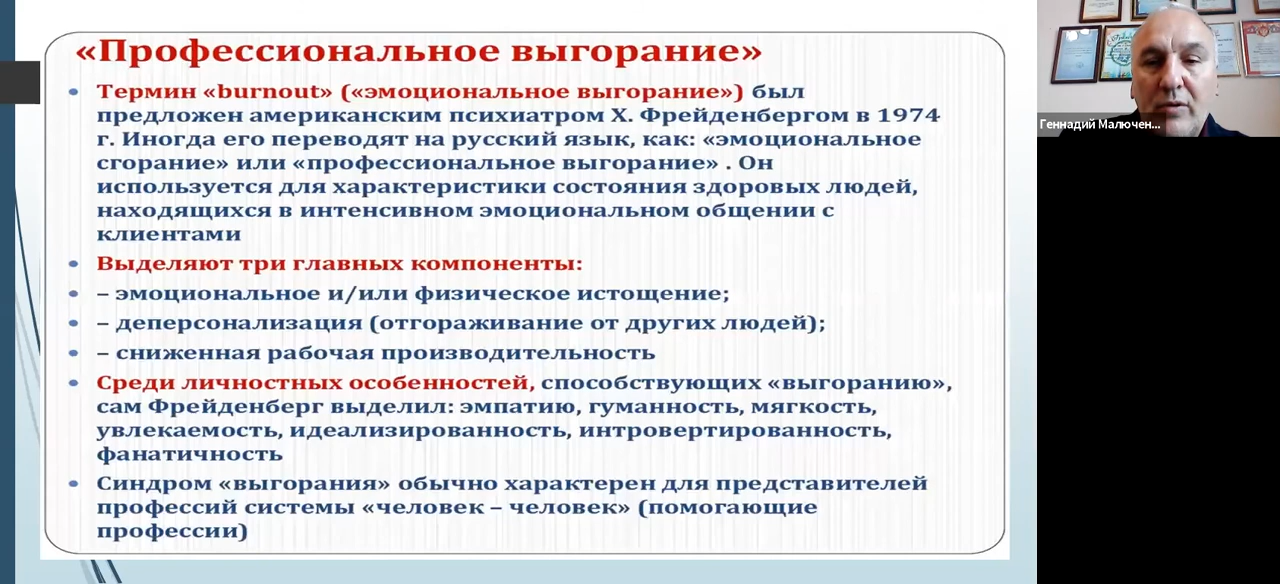 «Профессиональное выгорание»
• Термин «burnout» («эмоциональное выгорание») был
предложен американским психиатром Х. Фрейденбергом в 1974
г. Иногда его переводят на русский язык, как: «эмоциональное
сгорание» или «профессиональное выгорание» . Он
используется для характеристики состояния здоровых людей,
находящихся в интенсивном эмоциональном общении с
клиентами
• Выделяют три главных компоненты:
• – эмоциональное и/или физическое истощение;
• – деперсонализация (отгораживание от других людей);
• – сниженная рабочая производительность
• Среди личностных особенностей, способствующих «выгоранию»,
сам Фрейденберг выделил: эмпатию, гуманность, мягкость,
увлекаемость, идеализированность, интровертированность,
фанатичность
• Синдром «выгорания» обычно характерен для представителей
профессий системы «человек – человек» (помогающие
профессии)
Геннадий Малючен...